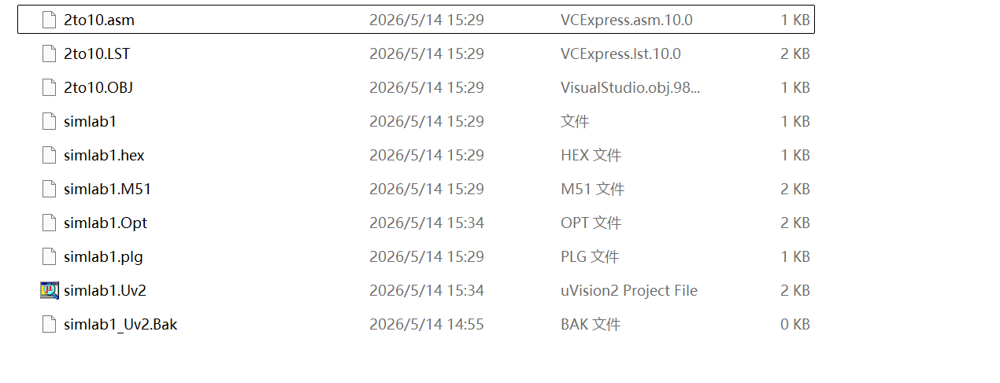 2to10.asm 2026/5/14 15:29 VCExpress.asm.10.0 1 KB
2to10.LST 2026/5/14 15:29 VCExpress.lst.10.0 2 KB
2to10.OBJ 2026/5/14 15:29 VisualStudio.obj.98... 1 KB
simlab1 2026/5/14 15:29 文件 1 KB
simlab1.hex 2026/5/14 15:29 HEX 文件 1 KB
simlab1.M51 2026/5/14 15:29 M51 文件 2 KB
simlab1.Opt 2026/5/14 15:34 OPT 文件 2 KB
simlab1.plg 2026/5/14 15:29 PLG 文件 1 KB
simlab1.Uv2 2026/5/14 15:34 uVision2 Project File 2 KB
simlab1_Uv2.Bak 2026/5/14 14:55 BAK 文件 0 KB